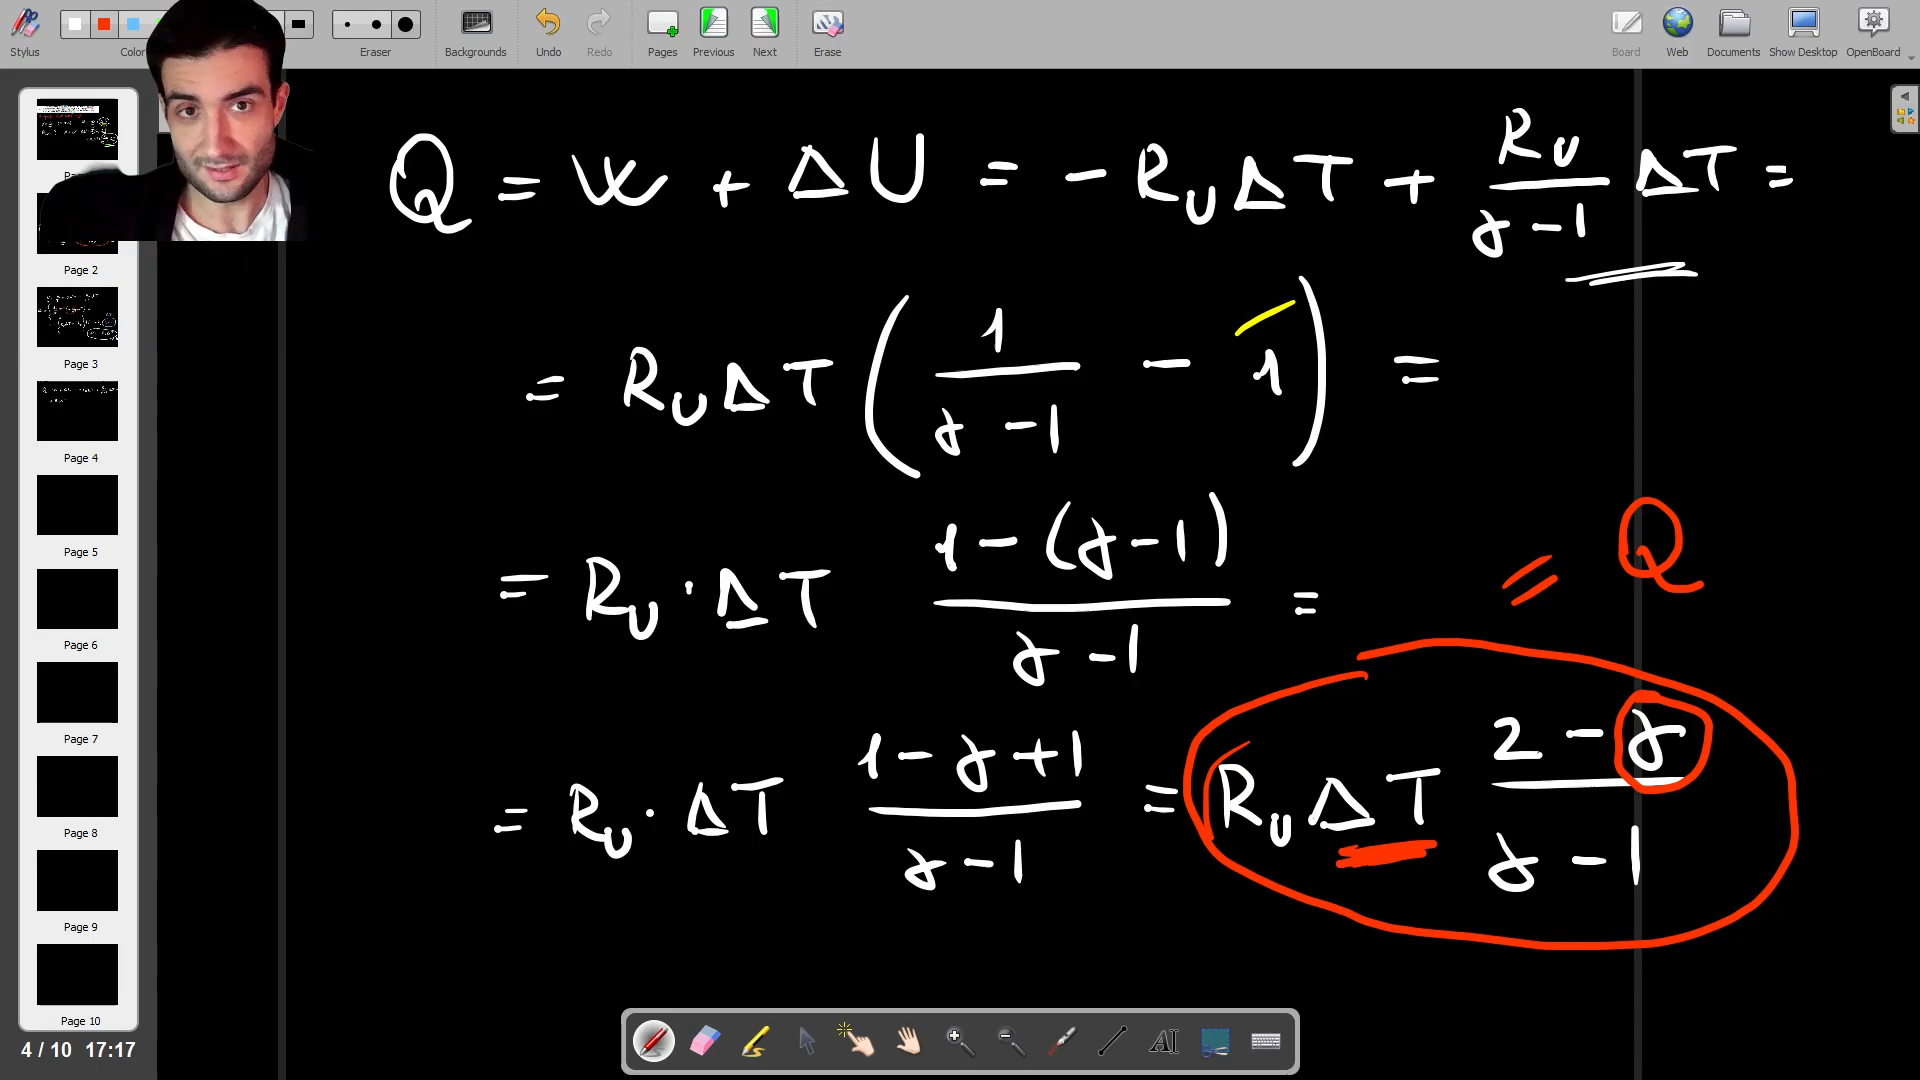 Stylus
Color
Eraser
Backgrounds
Undo
Redo
Pages
Previous
Next
Erase
Board
Web
Documents
Show Desktop
OpenBoard
Page 2
Page 3
Page 4
Page 5
Page 6
Page 7
Page 8
Page 9
Page 10
4 / 10 17:17
Q = W + ΔU = - R_U ΔT + R_U/(γ-1) ΔT =
= R_U ΔT (1/(γ-1) - 1) =
= R_U · ΔT (1-(γ-1))/(γ-1) =
= Q
= R_U · ΔT (1-γ+1)/(γ-1) = R_U ΔT (2-γ)/(γ-1)
AI